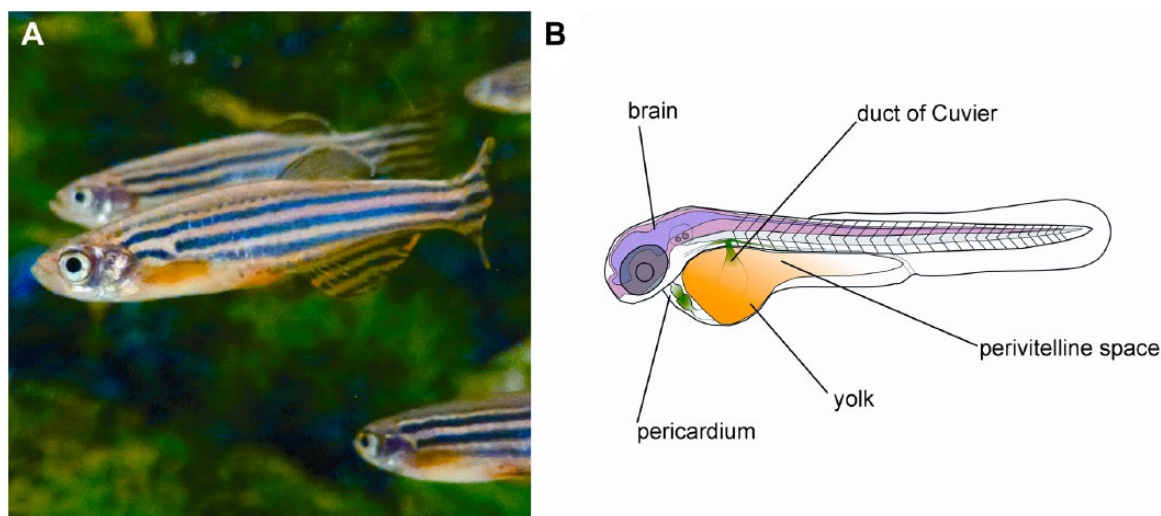 A
B
brain
duct of Cuvier
perivitelline space
yolk
pericardium